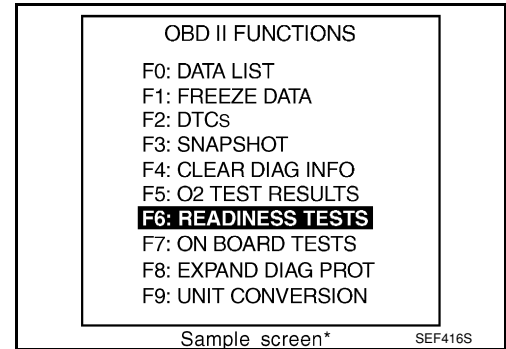 OBD II FUNCTIONS
F0: DATA LIST
F1: FREEZE DATA
F2: DTCs
F3: SNAPSHOT
F4: CLEAR DIAG INFO
F5: O2 TEST RESULTS
F6: READINESS TESTS
F7: ON BOARD TESTS
F8: EXPAND DIAG PROT
F9: UNIT CONVERSION
Sample screen*
SEF416S